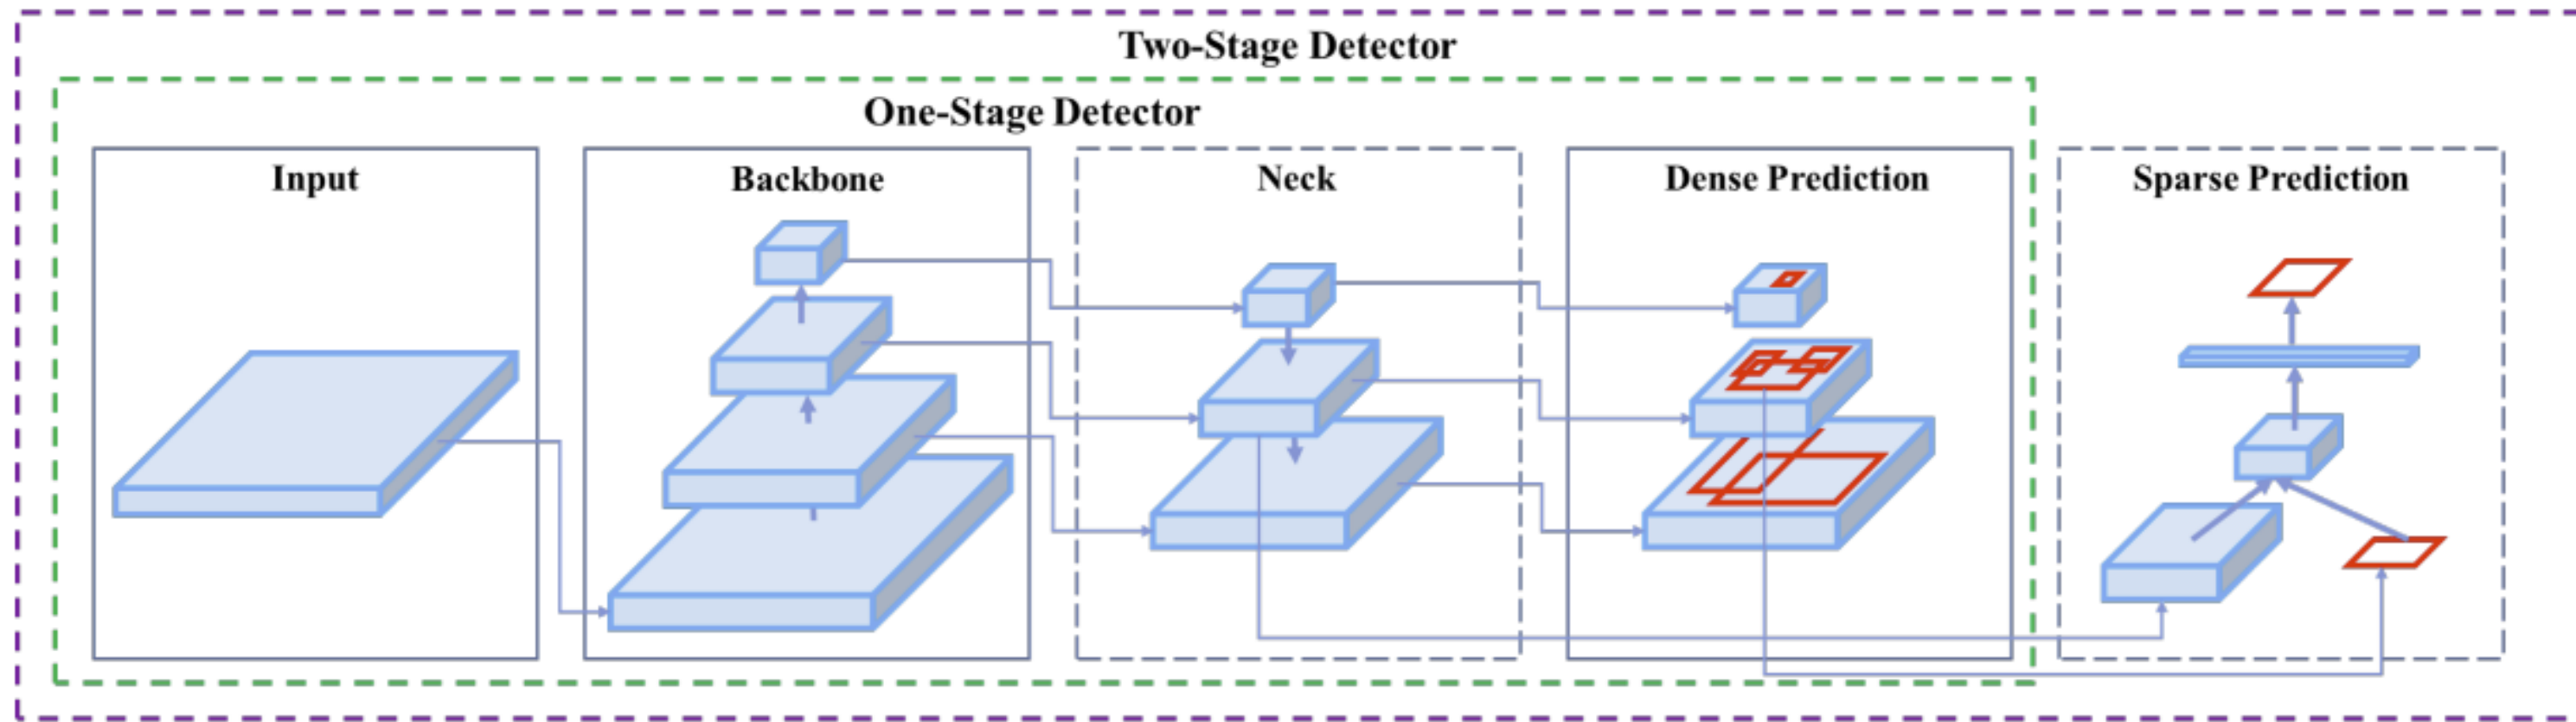 Two-Stage Detector
One-Stage Detector
Input
Backbone
Neck
Dense Prediction
Sparse Prediction